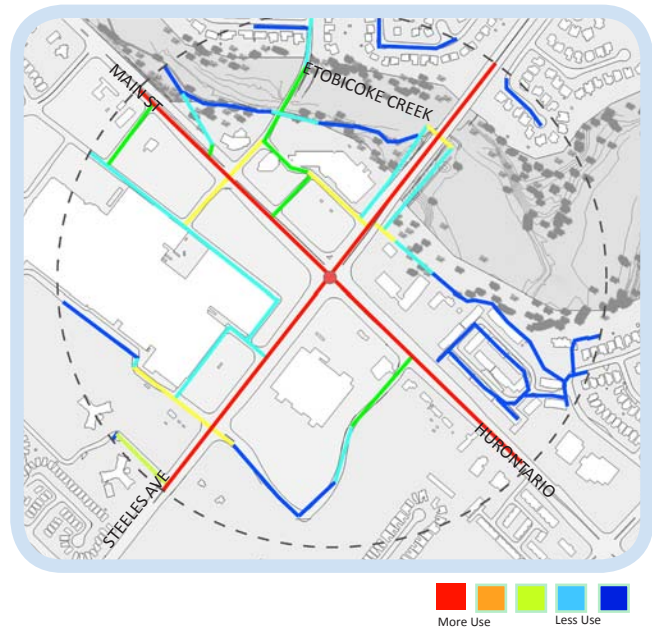 MAIN ST
ETOBICOKE CREEK
HURONTARIO
STEELES AVE
More Use
Less Use